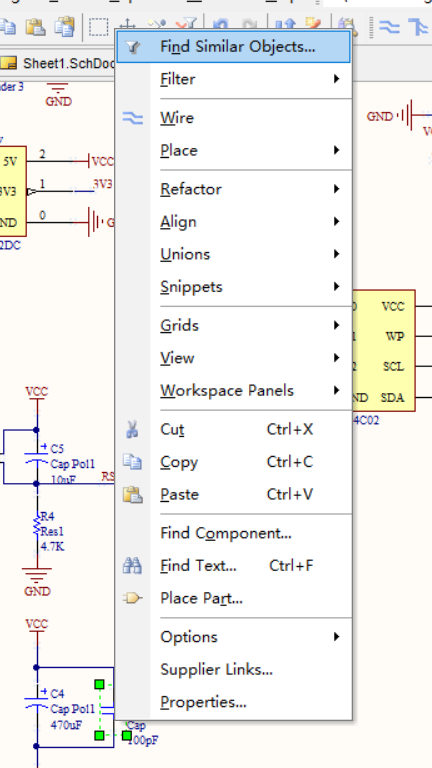 Sheet1.SchDoc
der 3
GND
5V
2
VCC
3V3
1
3V3
ND
0
G
2DC
Find Similar Objects...
Filter
Wire
Place
Refactor
Align
Unions
Snippets
Grids
View
Workspace Panels
Cut Ctrl+X
Copy Ctrl+C
Paste Ctrl+V
Find Component...
Find Text... Ctrl+F
Place Part...
Options
Supplier Links...
Properties...
GND
VCC
WP
SCL
ND SDA
4C02
VCC
C5
Cap Pol1
10uF
RS
R4
Res1
4.7K
GND
VCC
C4
Cap Pol1
470uF
Cap
100pF